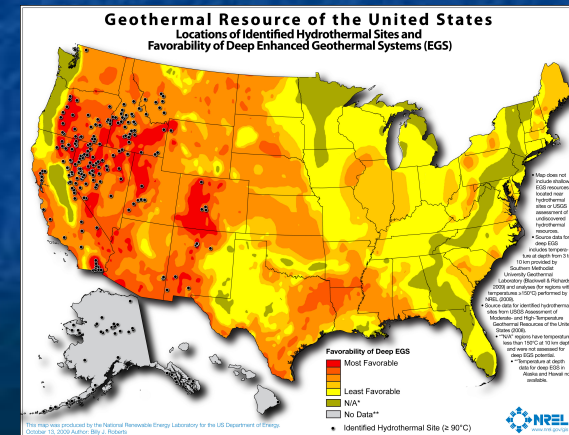 Geothermal Resource of the United States
Locations of Identified Hydrothermal Sites and
Favorability of Deep Enhanced Geothermal Systems (EGS)
• Map does not
include shallow
EGS resources
located near
hydrothermal
sites or USGS
assessment of
undiscovered
hydrothermal
resources.
• Source data for
deep EGS
includes tempera-
ture at depth from 3 to
10 km provided by
Southern Methodist
University Geothermal
Laboratory (Blackwell & Richards,
2009) and analyses (for regions with
temperatures ≥150°C) performed by
NREL (2009).
• Source data for identified hydrothermal
sites from USGS Assessment of
Moderate- and High-Temperature
Geothermal Resources of the United
States (2008).
• "N/A" regions have temperatures
less than 150°C at 10 km depth
and were not assessed for
deep EGS potential.
• **Temperature at depth
data for deep EGS in
Alaska and Hawaii not
available.
Favorability of Deep EGS
Most Favorable
Least Favorable
N/A*
No Data**
Identified Hydrothermal Site (≥ 90°C)
This map was produced by the National Renewable Energy Laboratory for the US Department of Energy.
October 13, 2009 Author: Billy J. Roberts
NREL